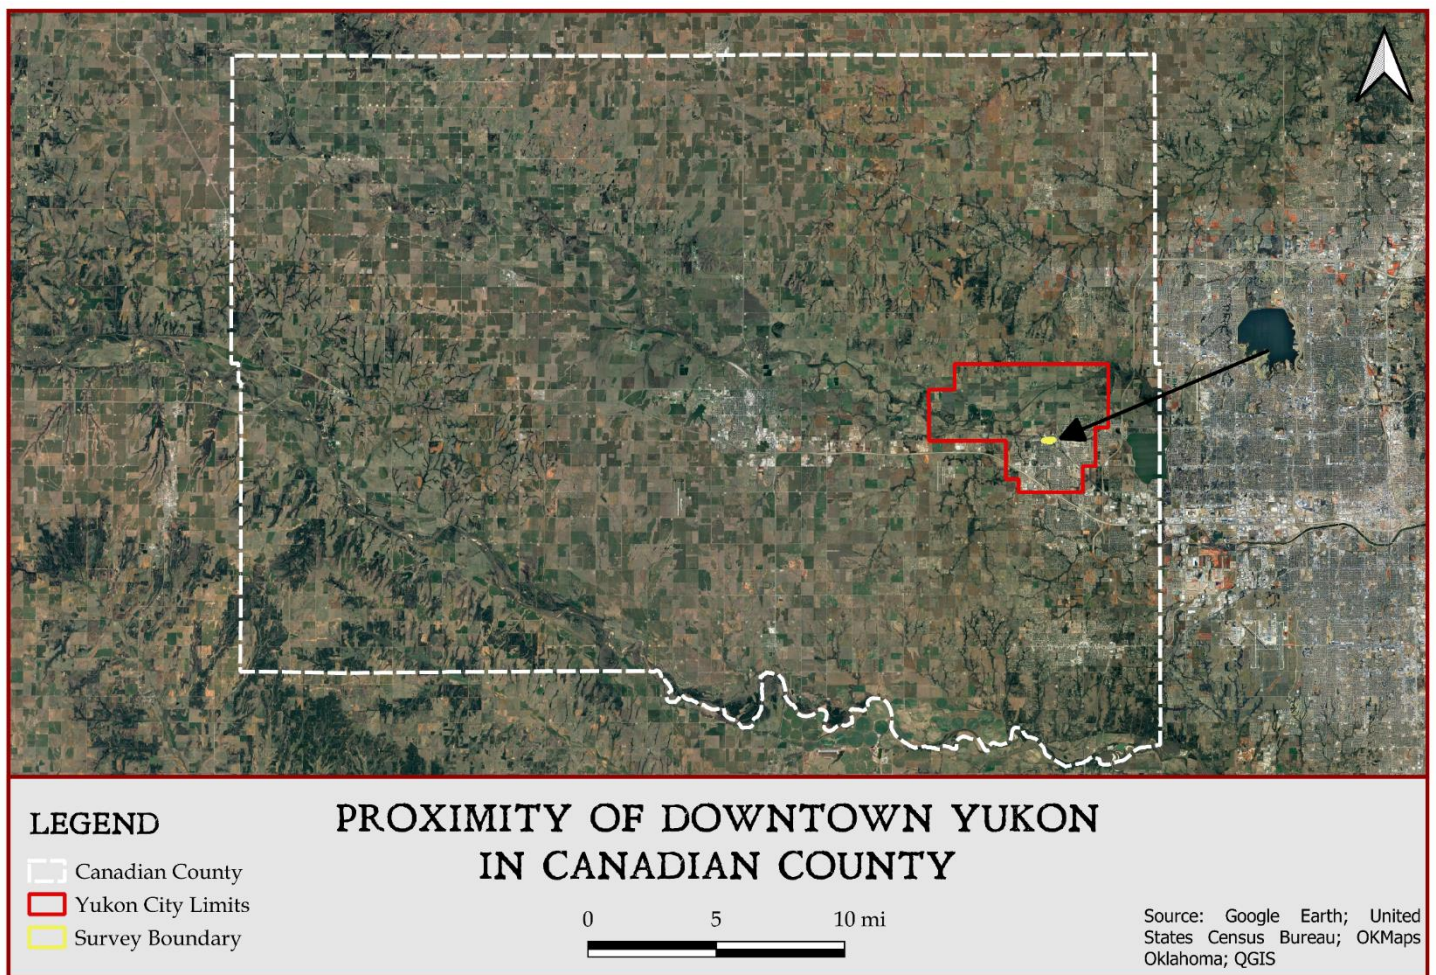 LEGEND
Canadian County
Yukon City Limits
Survey Boundary
PROXIMITY OF DOWNTOWN YUKON
IN CANADIAN COUNTY
0 5 10 mi
Source: Google Earth; United
States Census Bureau; OKMaps
Oklahoma; QGIS